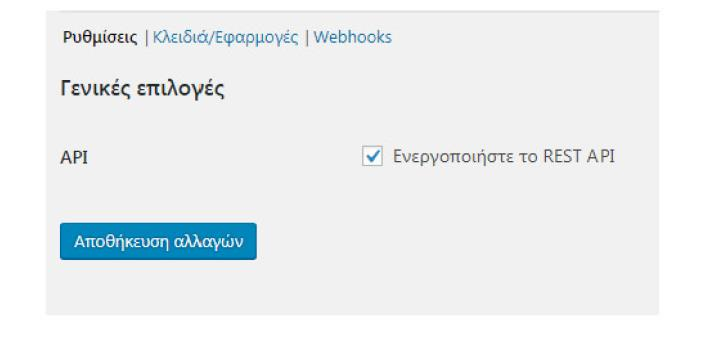 Ρυθμίσεις | Κλειδιά/Εφαρμογές | Webhooks
Γενικές επιλογές
API Ενεργοποιήστε το REST API
Αποθήκευση αλλαγών